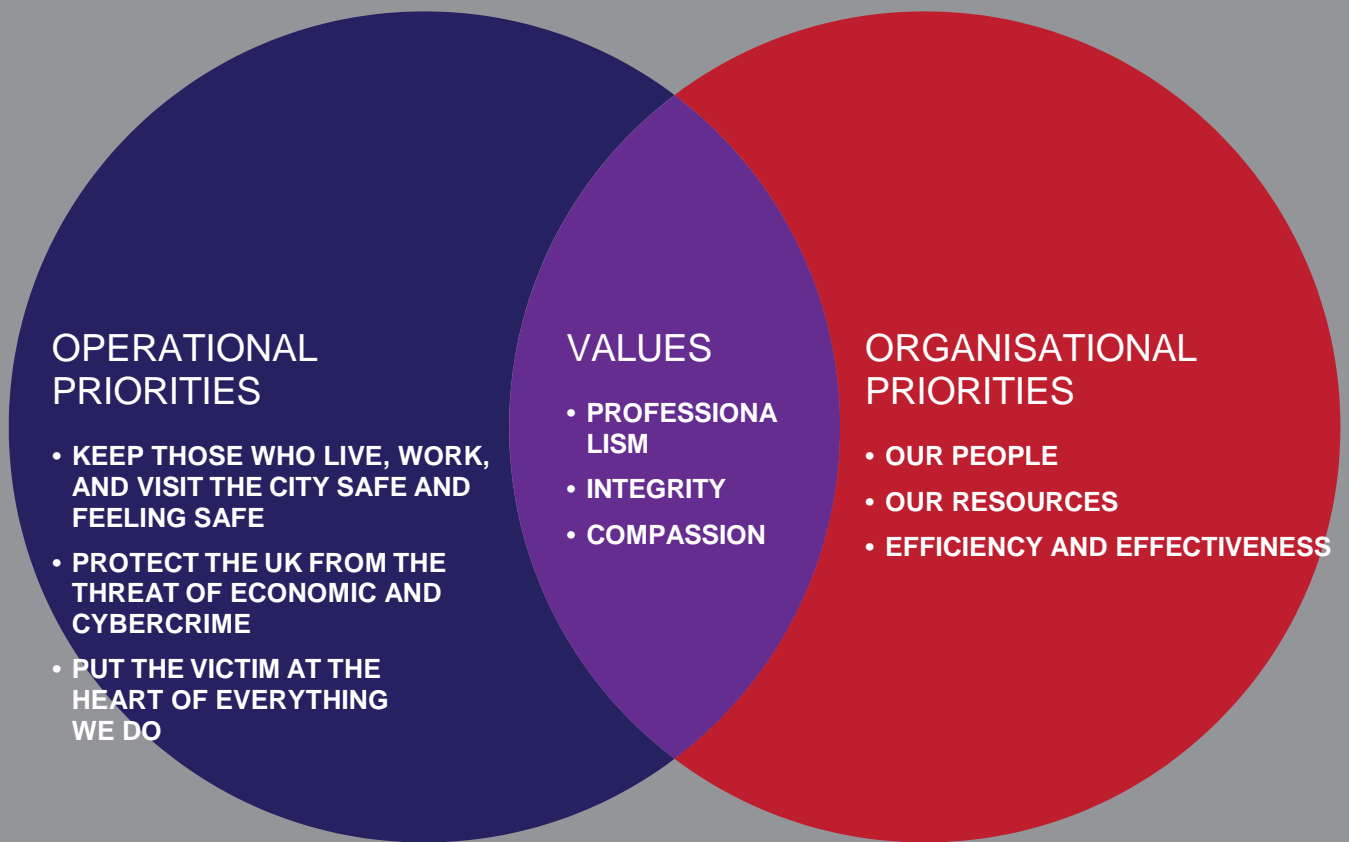 OPERATIONAL
PRIORITIES
• KEEP THOSE WHO LIVE, WORK,
AND VISIT THE CITY SAFE AND
FEELING SAFE
• PROTECT THE UK FROM THE
THREAT OF ECONOMIC AND
CYBERCRIME
• PUT THE VICTIM AT THE
HEART OF EVERYTHING
WE DO
VALUES
• PROFESSIONA
LISM
• INTEGRITY
• COMPASSION
ORGANISATIONAL
PRIORITIES
• OUR PEOPLE
• OUR RESOURCES
• EFFICIENCY AND EFFECTIVENESS